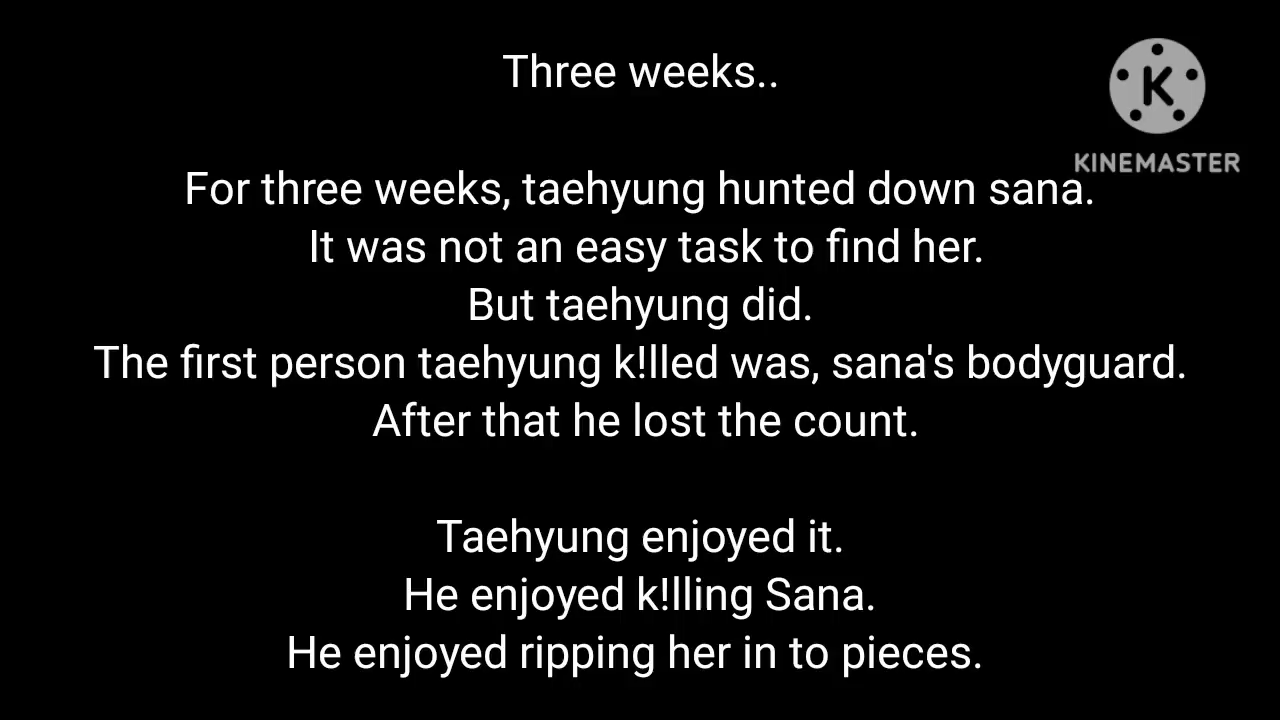 Three weeks..
K
KINEMASTER
For three weeks, taehyung hunted down sana.
It was not an easy task to find her.
But taehyung did.
The first person taehyung k!lled was, sana's bodyguard.
After that he lost the count.
Taehyung enjoyed it.
He enjoyed k!lling Sana.
He enjoyed ripping her in to pieces.